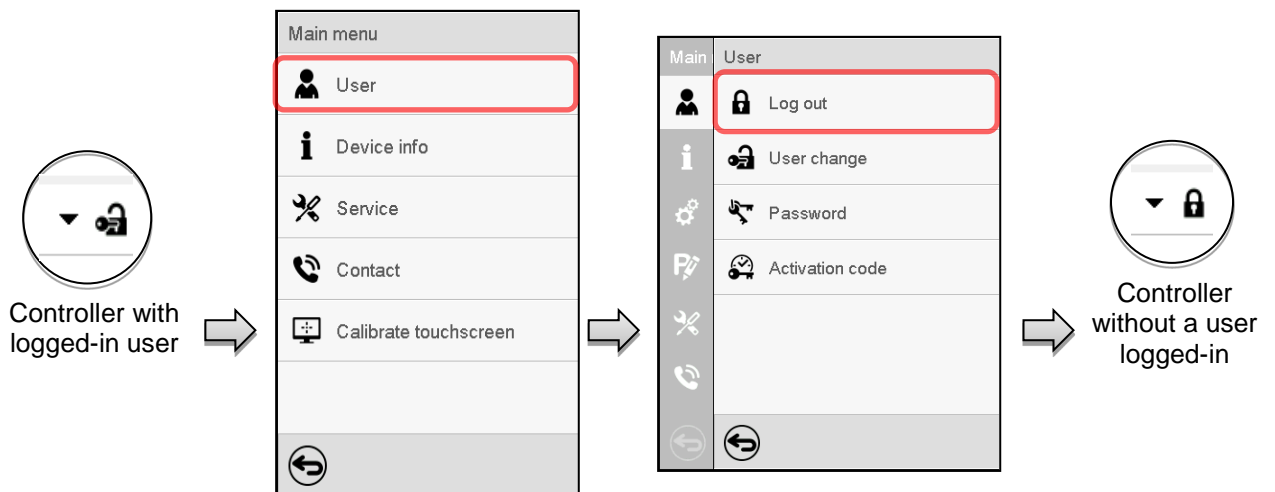 Controller with
logged-in user
Main menu
User
Device info
Service
Contact
Calibrate touchscreen
Main
User
Log out
User change
Password
Activation code
Controller
without a user
logged-in